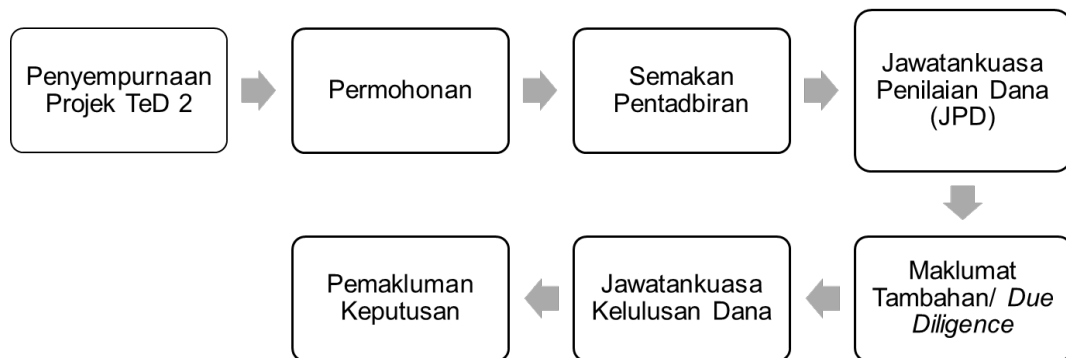 Penyempurnaan
Projek TeD 2
Permohonan
Semakan
Pentadbiran
Jawatankuasa
Penilaian Dana
(JPD)
Maklumat
Tambahan/ Due
Diligence
Jawatankuasa
Kelulusan Dana
Pemakluman
Keputusan